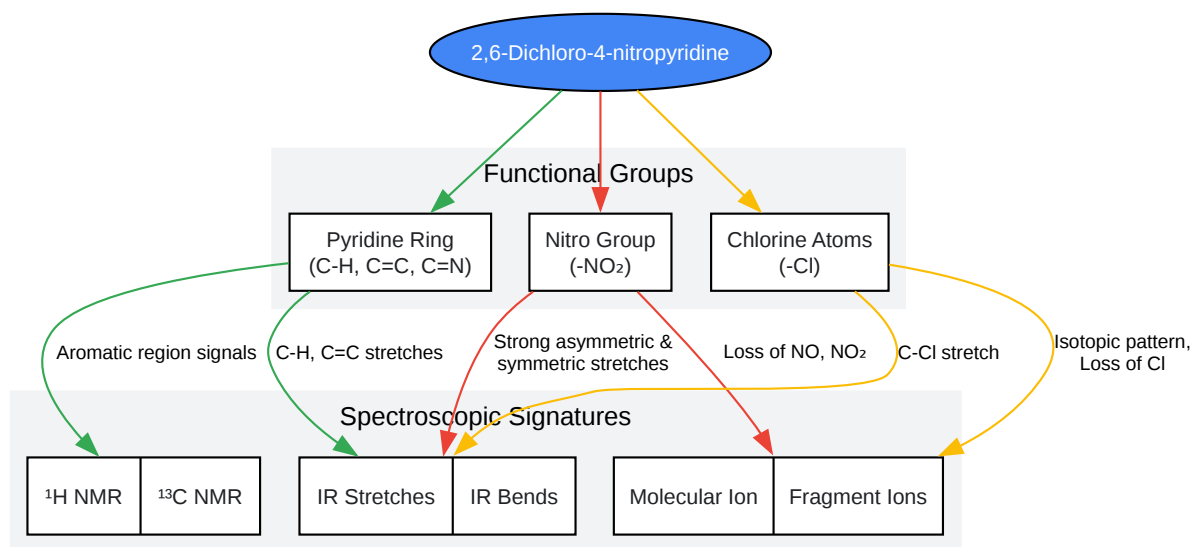 2,6-Dichloro-4-nitropyridine
Functional Groups
Pyridine Ring
(C-H, C=C, C=N)
Nitro Group
(-NO₂)
Chlorine Atoms
(-Cl)
Aromatic region signals
C-H, C=C stretches
Strong asymmetric &
symmetric stretches
Loss of NO, NO₂
C-Cl stretch
Isotopic pattern,
Loss of Cl
Spectroscopic Signatures
¹H NMR
¹³C NMR
IR Stretches
IR Bends
Molecular Ion
Fragment Ions